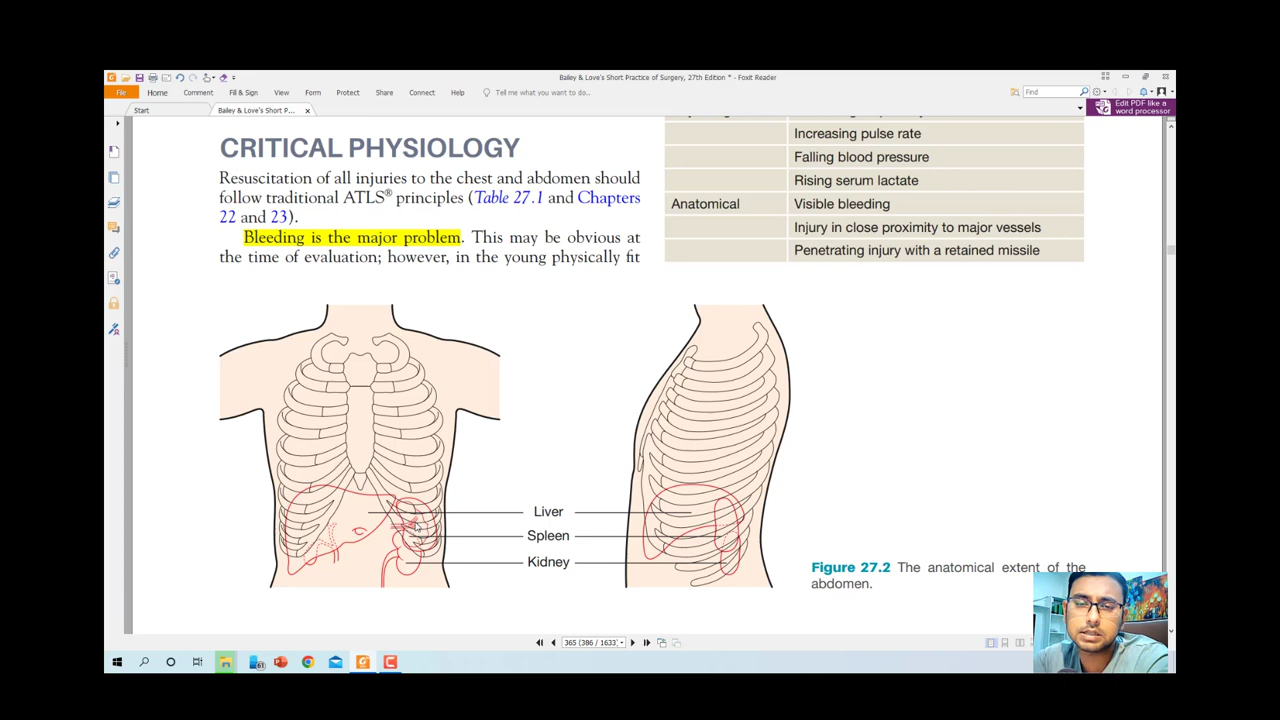 Bailey & Love's Short Practice of Surgery, 27th Edition * - Foxit Reader
File Home Comment Fill & Sign View Form Protect Share Connect Help Tell me what you want to do.. Find
Start Bailey & Love's Short P... ×
Edit PDF like a
word processor
CRITICAL PHYSIOLOGY
Resuscitation of all injuries to the chest and abdomen should
follow traditional ATLS® principles (Table 27.1 and Chapters
22 and 23).
Bleeding is the major problem. This may be obvious at
the time of evaluation; however, in the young physically fit
Increasing pulse rate
Falling blood pressure
Rising serum lactate
Anatomical Visible bleeding
Injury in close proximity to major vessels
Penetrating injury with a retained missile
Liver
Spleen
Kidney
Figure 27.2 The anatomical extent of the
abdomen.
365 (386 / 1633)
61